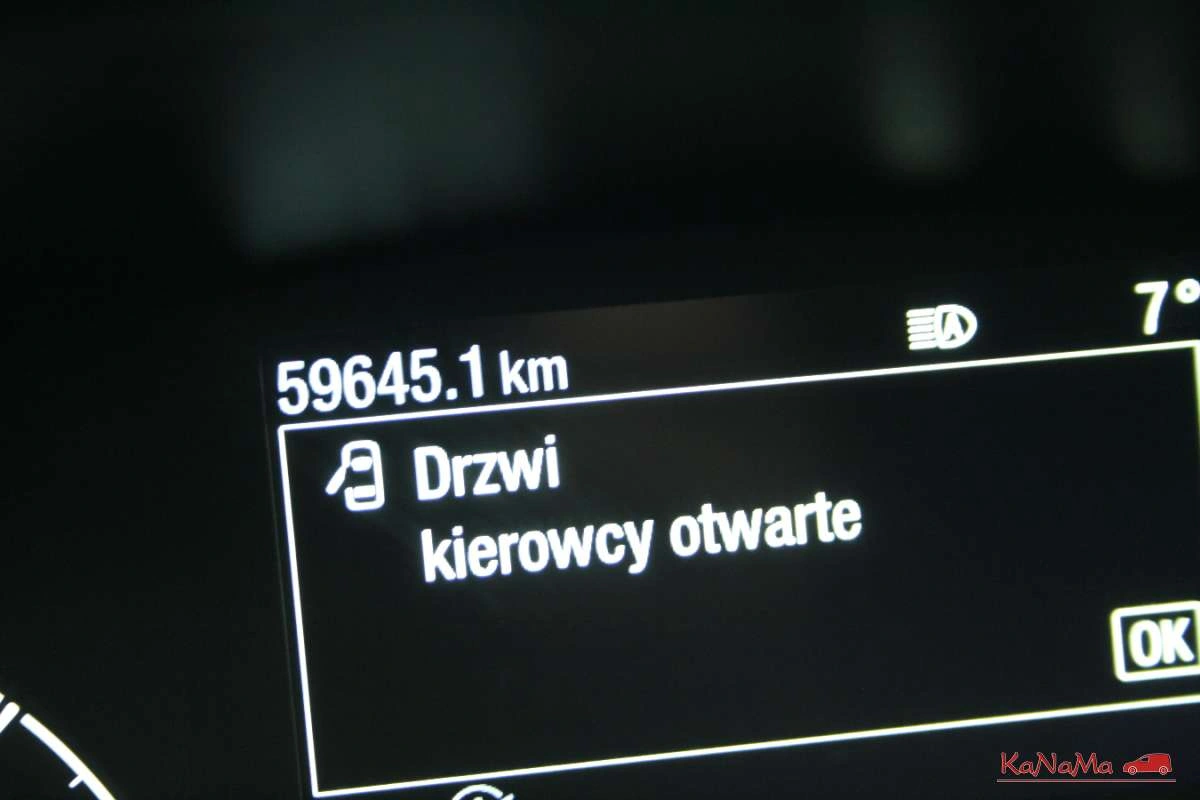 59645.1 km
7°
Drzwi
kierowcy otwarte
OK
KaNaMa